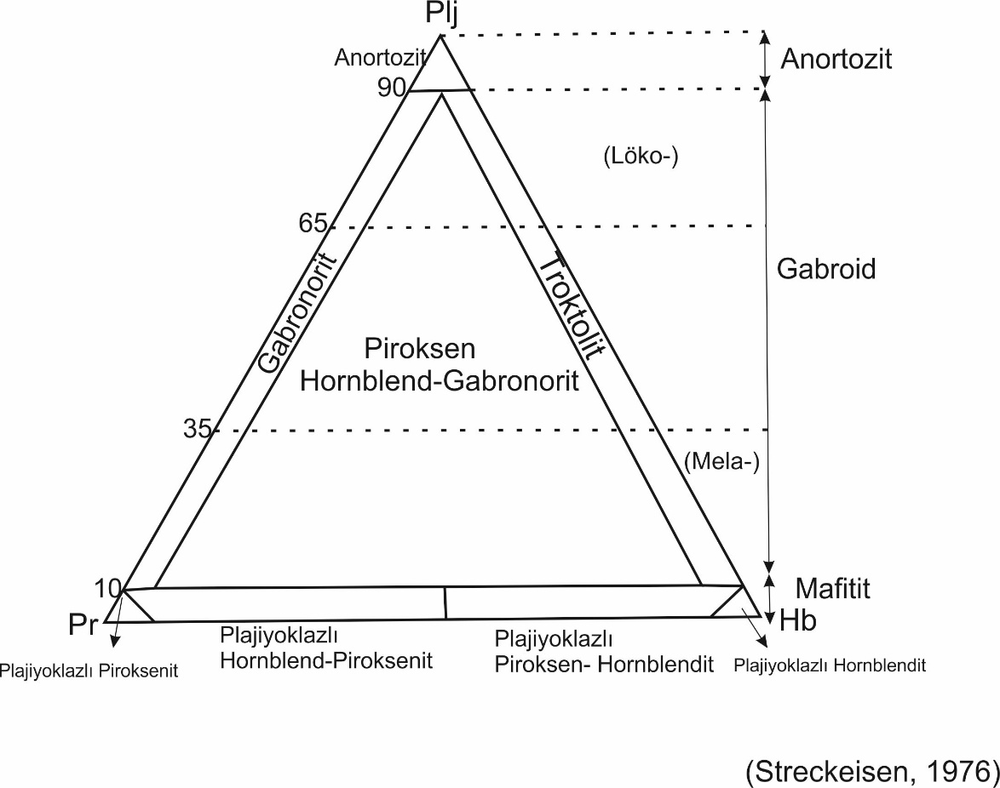 Plj
Anortozit
Anortozit
90
(Löko-)
65
Gabronorit
Troktolit
Gabroid
Piroksen
Hornblend-Gabronorit
35
(Mela-)
10
Mafitit
Pr
Hb
Plajiyoklazlı
Hornblend-Piroksenit
Plajiyoklazlı
Piroksen- Hornblendit
Plajiyoklazlı Piroksenit
Plajiyoklazlı Hornblendit
(Streckeisen, 1976)